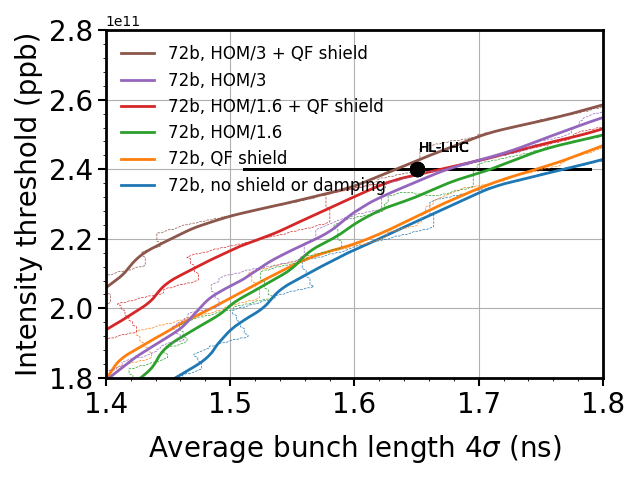 1e11
2.8
2.6
2.4
2.2
2.0
1.8
Intensity threshold (ppb)
72b, HOM/3 + QF shield
72b, HOM/3
72b, HOM/1.6 + QF shield
72b, HOM/1.6
72b, QF shield
72b, no shield or damping
HL-LHC
1.4 1.5 1.6 1.7 1.8
Average bunch length 4σ (ns)